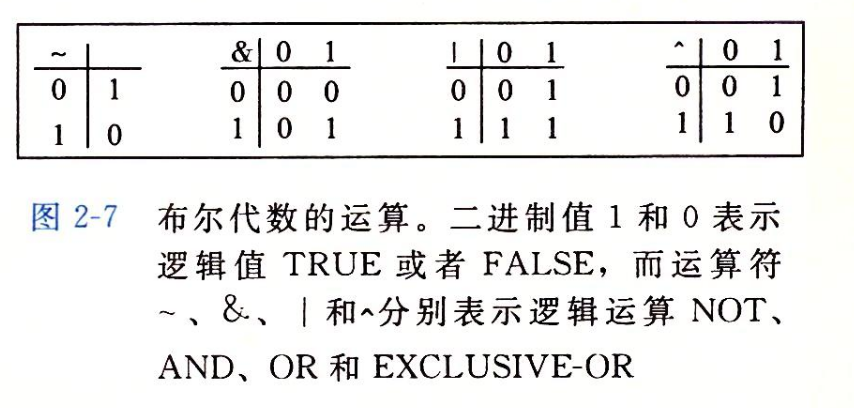 ~ & 0 1 | 0 1 ^ 0 1
0 1 0 0 0 0 0 1 0 0 1
1 0 1 0 1 1 1 1 1 1 0
图 2-7 布尔代数的运算。二进制值 1 和 0 表示
逻辑值 TRUE 或者 FALSE，而运算符
~、&、| 和^分别表示逻辑运算 NOT、
AND、OR 和 EXCLUSIVE-OR